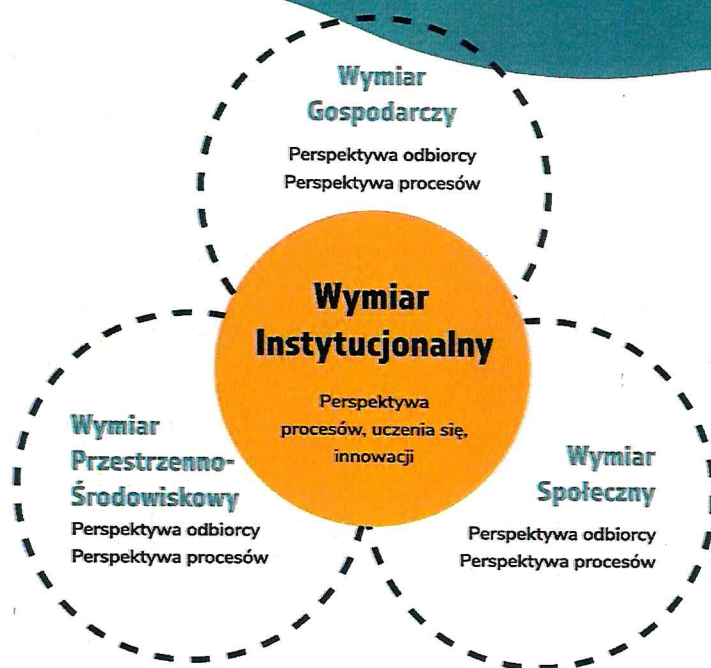 Wymiar
Gospodarczy
Perspektywa odbiorcy
Perspektywa procesów
Wymiar
Instytucjonalny
Perspektywa
procesów, uczenia się,
innowacji
Wymiar
Przestrzenno-
Środowiskowy
Perspektywa odbiorcy
Perspektywa procesów
Wymiar
Społeczny
Perspektywa odbiorcy
Perspektywa procesów